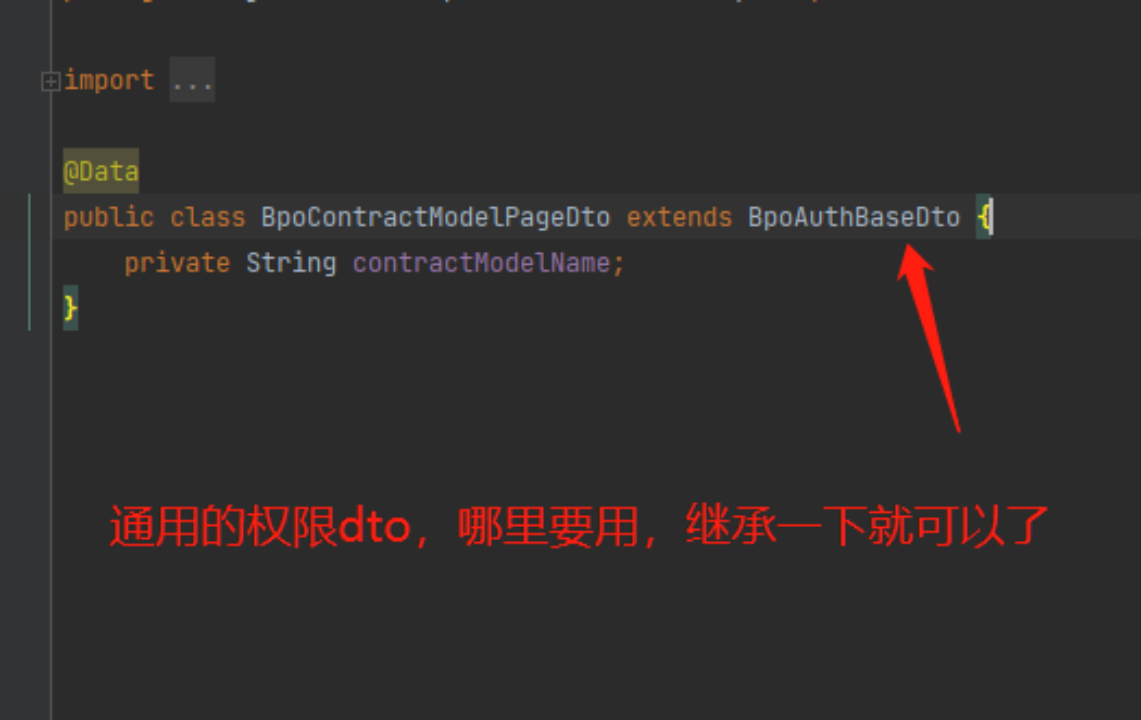 import ...
@Data
public class BpoContractModelPageDto extends BpoAuthBaseDto {
private String contractModelName;
}
通用的权限dto，哪里要用，继承一下就可以了